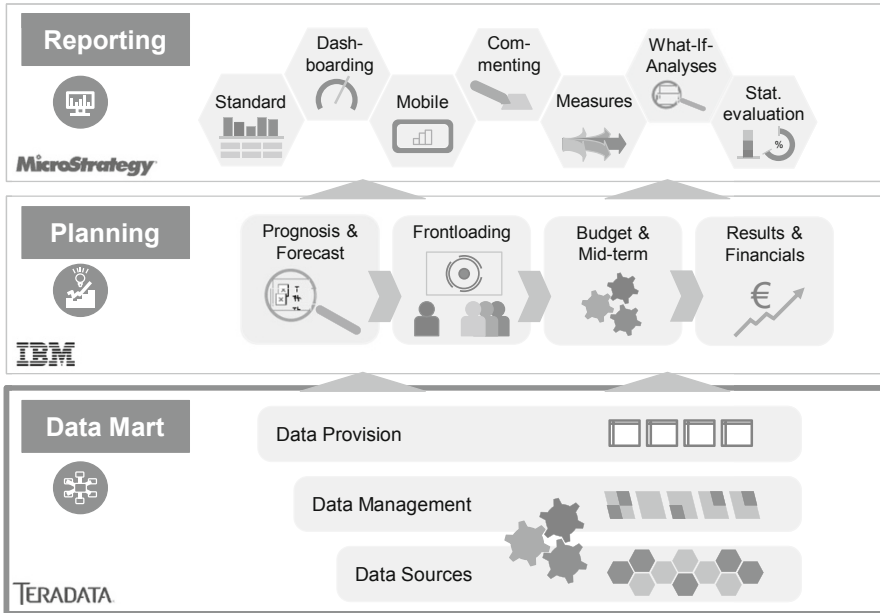 Reporting
Dash-
boarding
Com-
menting
What-If-
Analyses
Standard
Mobile
Measures
Stat.
evaluation
%
MicroStrategy
Planning
Prognosis &
Forecast
Frontloading
Budget &
Mid-term
Results &
Financials
€
IBM
Data Mart
Data Provision
Data Management
Data Sources
TERADATA